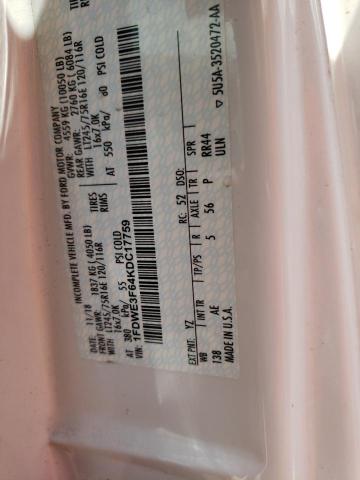 INCOMPLETE VEHICLE MFD. BY FORD MOTOR COMPANY
DATE: 11/18 GVWR: 4559 KG (10050 LB)
FRONT GAWR: 1837 KG (4050 LB) REAR GAWR: 2760 KG (6084 LB)
WITH LT245/75R16E 120/116R TIRES WITH LT245/75R16E 120/116R TIRES
16x7.0K RIMS 16x7.0K RIMS
AT 380 kPa/ 55 PSI COLD AT 550 kPa/ 80 PSI COLD
VIN: 1FDWE3F64KDC17759
EXT PNT: YZ RC: 52 DSO:
WB INT TR TP/PS R AXLE TR SPR
138 AE 5 56 P RR44
MADE IN U.S.A. ULN
▽ 5U5A-3520472-AA